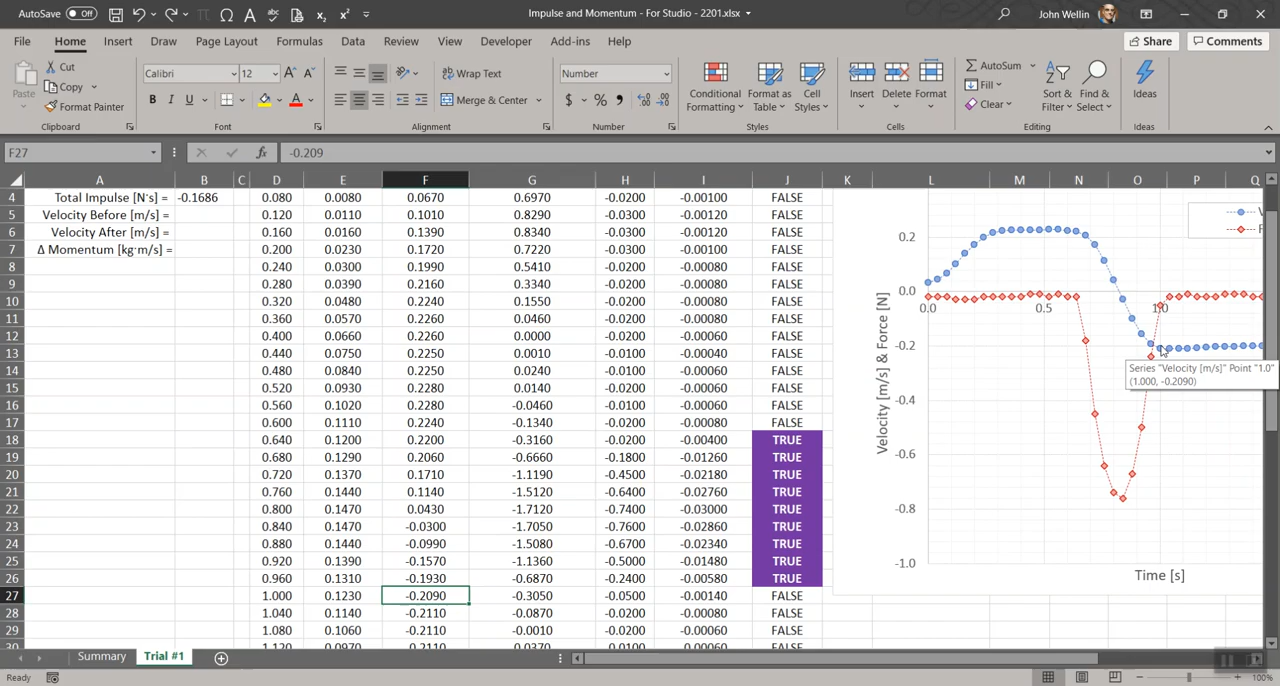 AutoSave Off Impulse and Momentum - For Studio - 2201.xlsx John Wellin
File Home Insert Draw Page Layout Formulas Data Review View Developer Add-ins Help Share Comments
Paste Cut Copy Format Painter Calibri 12 B I U Wrap Text Merge & Center Number $ % Conditional Formatting Format as Table Cell Styles Insert Delete Format AutoSum Fill Clear Sort & Filter Find & Select Ideas
Clipboard Font Alignment Number Styles Cells Editing Ideas
F27 fx -0.209
A B C D E F G H I J K L M N O P Q
4 Total Impulse [N·s] = -0.1686 0.080 0.0080 0.0670 0.6970 -0.0200 -0.00100 FALSE
5 Velocity Before [m/s] = 0.120 0.0110 0.1010 0.8290 -0.0300 -0.00120 FALSE
6 Velocity After [m/s] = 0.160 0.0160 0.1390 0.8340 -0.0300 -0.00120 FALSE
7 Δ Momentum [kg·m/s] = 0.200 0.0230 0.1720 0.7220 -0.0300 -0.00100 FALSE
8 0.240 0.0300 0.1990 0.5410 -0.0200 -0.00080 FALSE
9 0.280 0.0390 0.2160 0.3340 -0.0200 -0.00080 FALSE
10 0.320 0.0480 0.2240 0.1550 -0.0200 -0.00080 FALSE
11 0.360 0.0570 0.2260 0.0460 -0.0200 -0.00080 FALSE
12 0.400 0.0660 0.2260 0.0000 -0.0200 -0.00060 FALSE
13 0.440 0.0750 0.2250 0.0010 -0.0100 -0.00040 FALSE
14 0.480 0.0840 0.2250 0.0240 -0.0100 -0.00060 FALSE
15 0.520 0.0930 0.2280 0.0140 -0.0200 -0.00060 FALSE
16 0.560 0.1020 0.2280 -0.0460 -0.0100 -0.00060 FALSE
17 0.600 0.1110 0.2240 -0.1340 -0.0200 -0.00080 FALSE
18 0.640 0.1200 0.2200 -0.3160 -0.0200 -0.00400 TRUE
19 0.680 0.1290 0.2060 -0.6660 -0.1800 -0.01260 TRUE
20 0.720 0.1370 0.1710 -1.1190 -0.4500 -0.02180 TRUE
21 0.760 0.1440 0.1140 -1.5120 -0.6400 -0.02760 TRUE
22 0.800 0.1470 0.0430 -1.7120 -0.7400 -0.03000 TRUE
23 0.840 0.1470 -0.0300 -1.7050 -0.7600 -0.02860 TRUE
24 0.880 0.1440 -0.0990 -1.5080 -0.6700 -0.02340 TRUE
25 0.920 0.1390 -0.1570 -1.1360 -0.5000 -0.01480 TRUE
26 0.960 0.1310 -0.1930 -0.6870 -0.2400 -0.00580 TRUE
27 1.000 0.1230 -0.2090 -0.3050 -0.0500 -0.00140 FALSE
28 1.040 0.1140 -0.2110 -0.0870 -0.0200 -0.00080 FALSE
29 1.080 0.1060 -0.2110 -0.0010 -0.0200 -0.00060 FALSE
30 1.120 0.0970 -0.2110 0.0370 -0.0100 -0.00060 FALSE
0.2
0.0
0.0 0.5 1.0
-0.2
-0.4
-0.6
-0.8
-1.0
Velocity [m/s] & Force [N]
Time [s]
Series "Velocity [m/s]" Point "1.0"
(1.000, -0.2090)
Summary Trial #1
Ready 100%